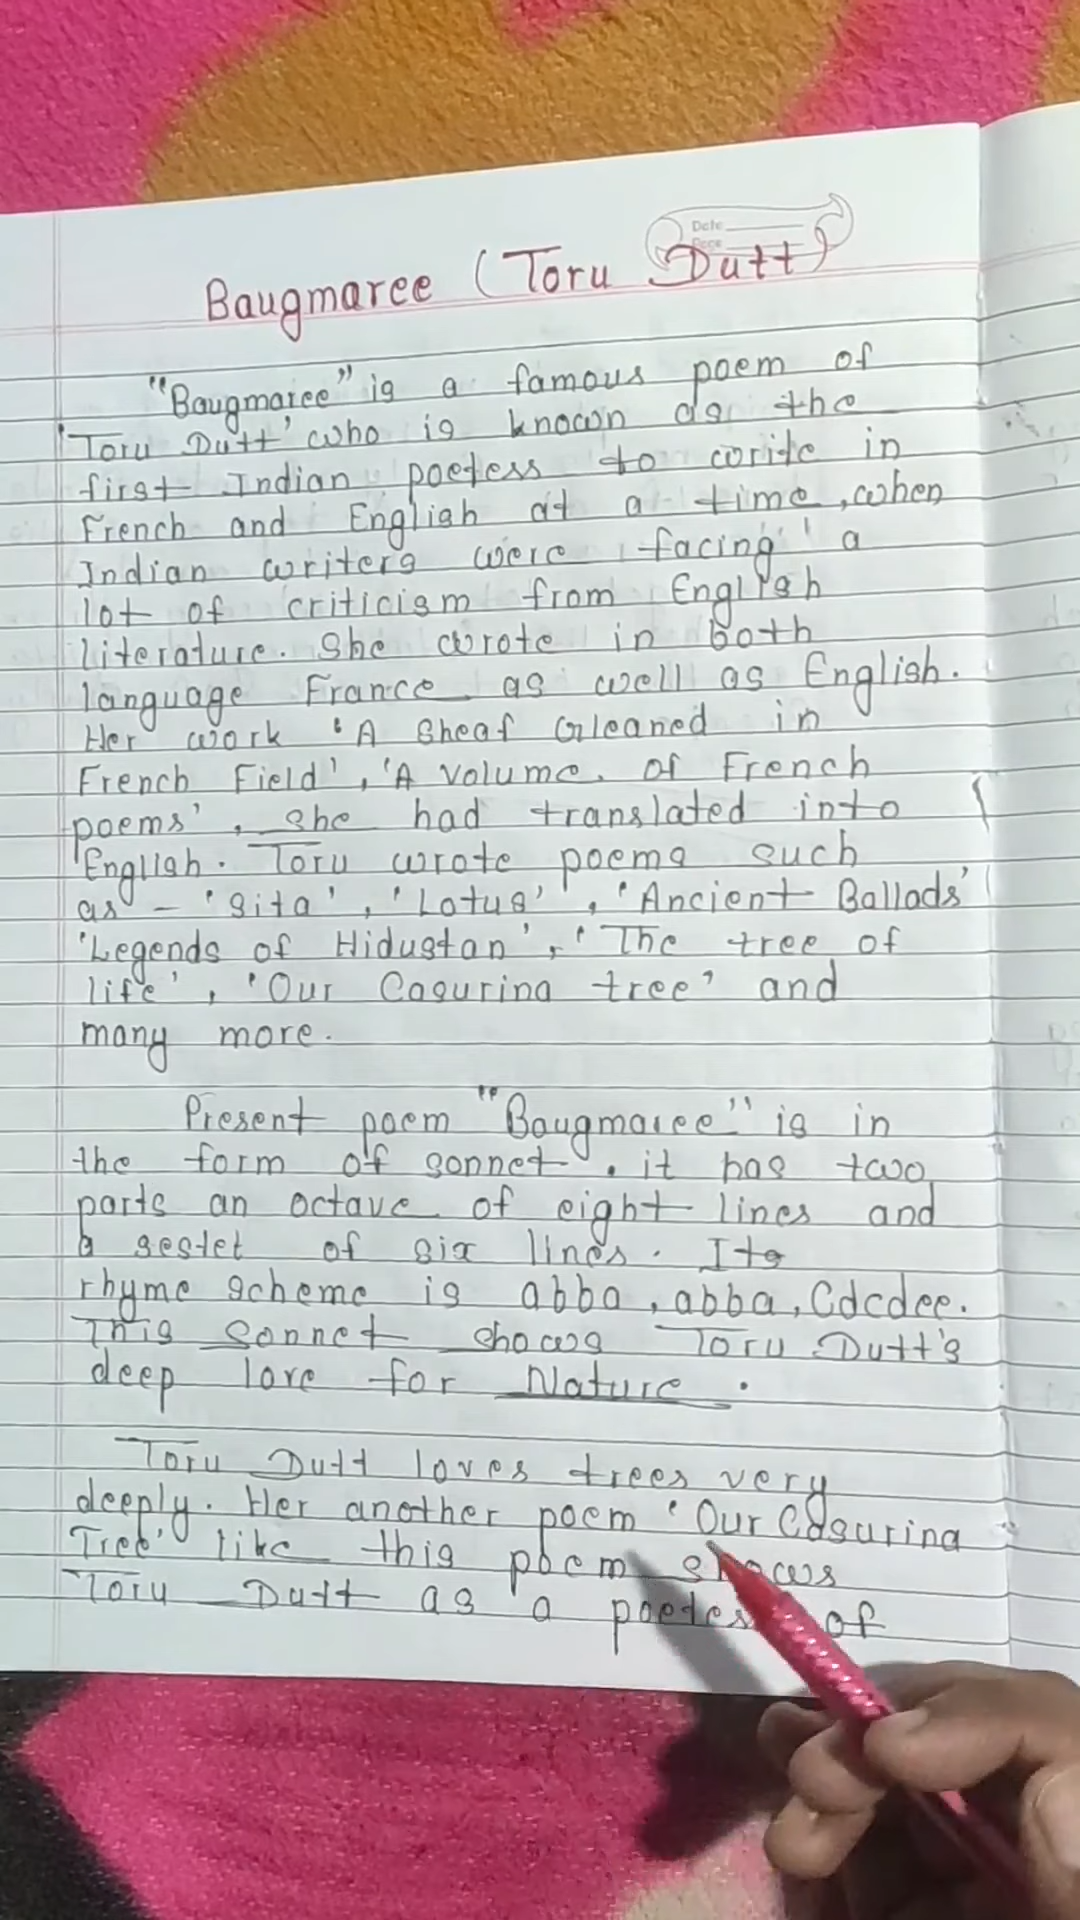 Date
Page
Baugmaree (Toru Dutt)
"Baugmaree" is a famous poem of
'Toru Dutt' who is known as the
first Indian poetess to write in
French and English at a time, when
Indian writers were facing a
lot of criticism from English
literature. She wrote in both
language France as well as English.
Her work 'A Sheaf Gleaned in
French Field', 'A volume of French
poems', she had translated into
English. Toru wrote poems such
as - 'Sita', 'Lotus', 'Ancient Ballads'
'Legends of Hidustan', 'The tree of
life', 'Our Casurina tree' and
many more.
Present poem "Baugmaree" is in
the form of sonnet, it has two
parts an octave of eight lines and
a sestet of six lines. Its
rhyme scheme is abba, abba, Cdcdee.
This sonnet shows Toru Dutt's
deep love for Nature.
Toru Dutt loves trees very
deeply. Her another poem 'Our Casurina
Tree' like this poem shows
Toru Dutt as a poetess of